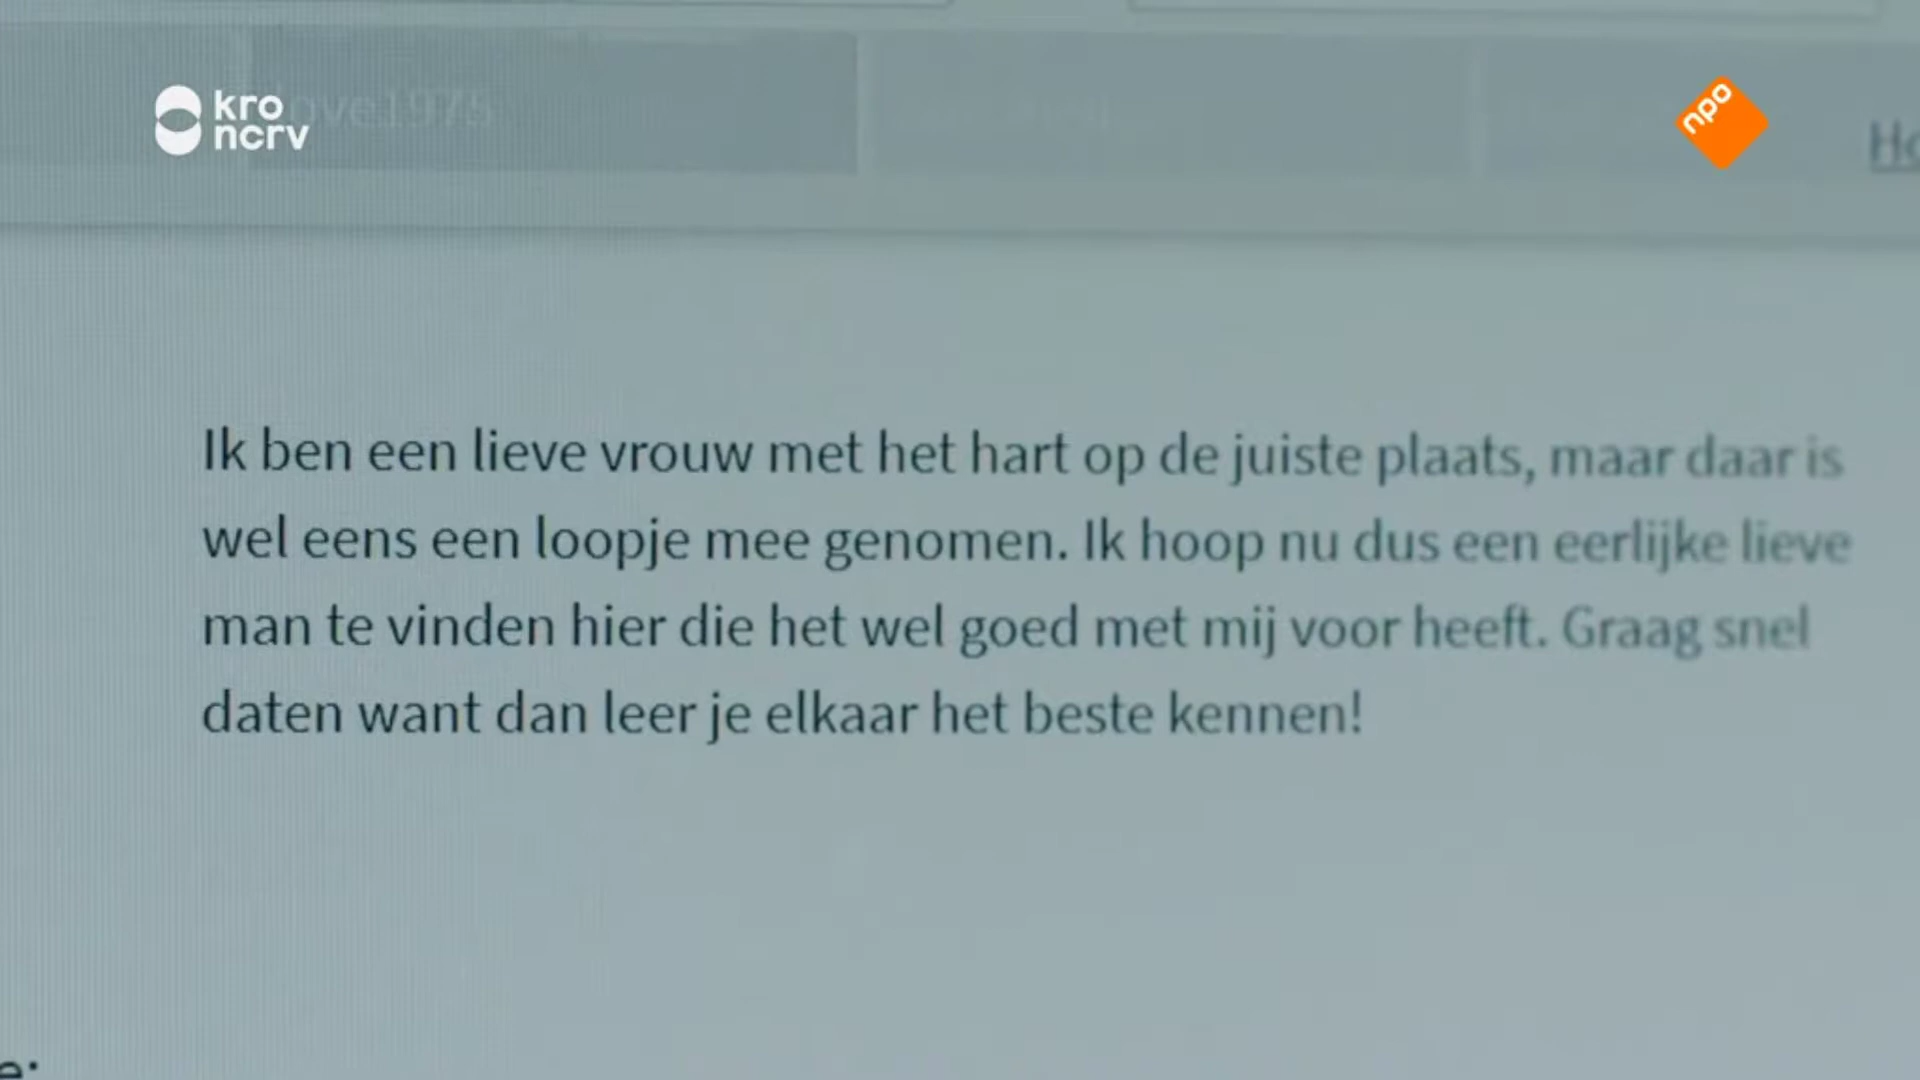 kro
ncrv
ove1975
npo
Ik ben een lieve vrouw met het hart op de juiste plaats, maar daar is
wel eens een loopje mee genomen. Ik hoop nu dus een eerlijke lieve
man te vinden hier die het wel goed met mij voor heeft. Graag snel
daten want dan leer je elkaar het beste kennen!